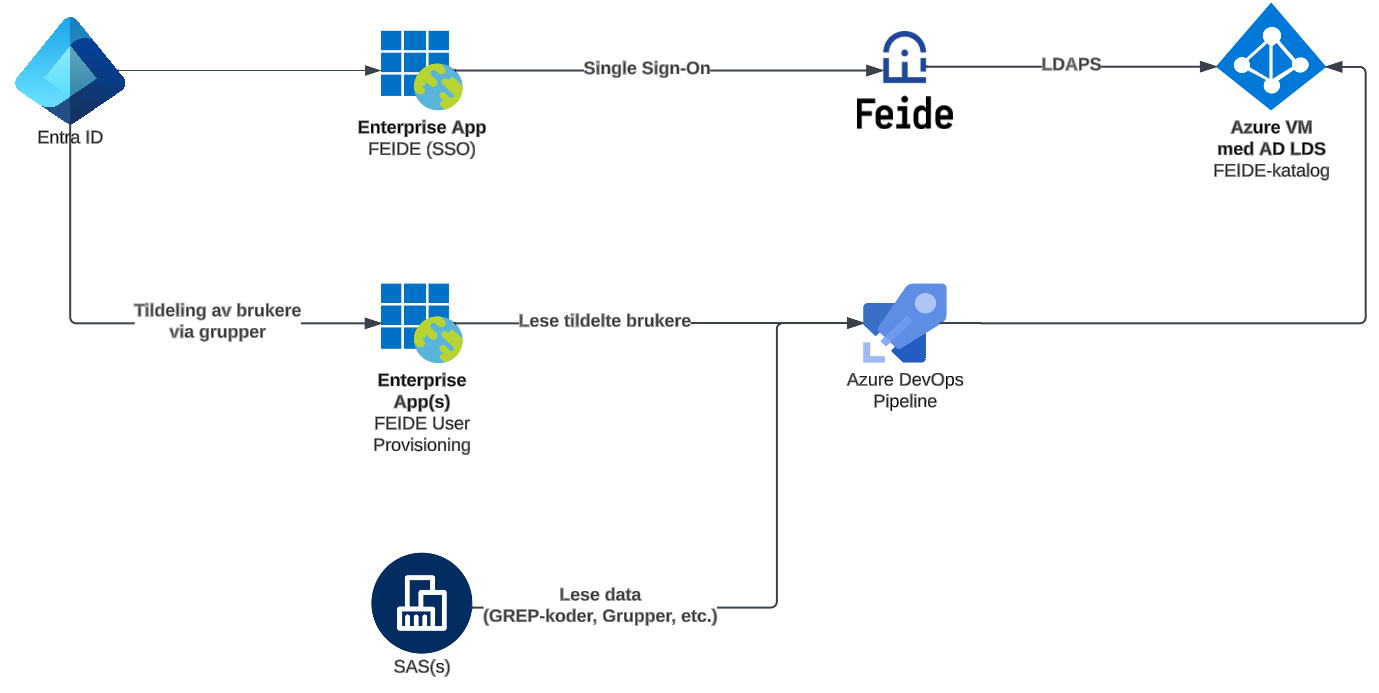 Single Sign-On
LDAPS
Feide
Entra ID
Enterprise App
FEIDE (SSO)
Azure VM
med AD LDS
FEIDE-katalog
Tildeling av brukere
via grupper
Lese tildelte brukere
Enterprise
App(s)
FEIDE User
Provisioning
Azure DevOps
Pipeline
Lese data
(GREP-koder, Grupper, etc.)
SAS(s)